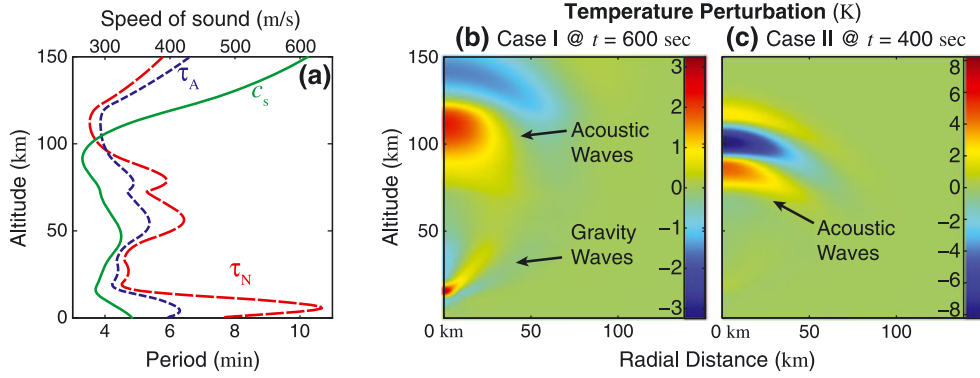 Speed of sound (m/s)
300 400 500 600
(a)
τA
cs
τN
150
100
50
0
Altitude (km)
4 6 8 10
Period (min)
Temperature Perturbation (K)
(b) Case I @ t = 600 sec
150
100
50
Altitude (km)
0 km 50 100
Acoustic
Waves
Gravity
Waves
3
2
1
0
−1
−2
−3
(c) Case II @ t = 400 sec
Acoustic
Waves
0 km 50 100
8
6
4
2
0
−2
−4
−6
−8
Radial Distance (km)